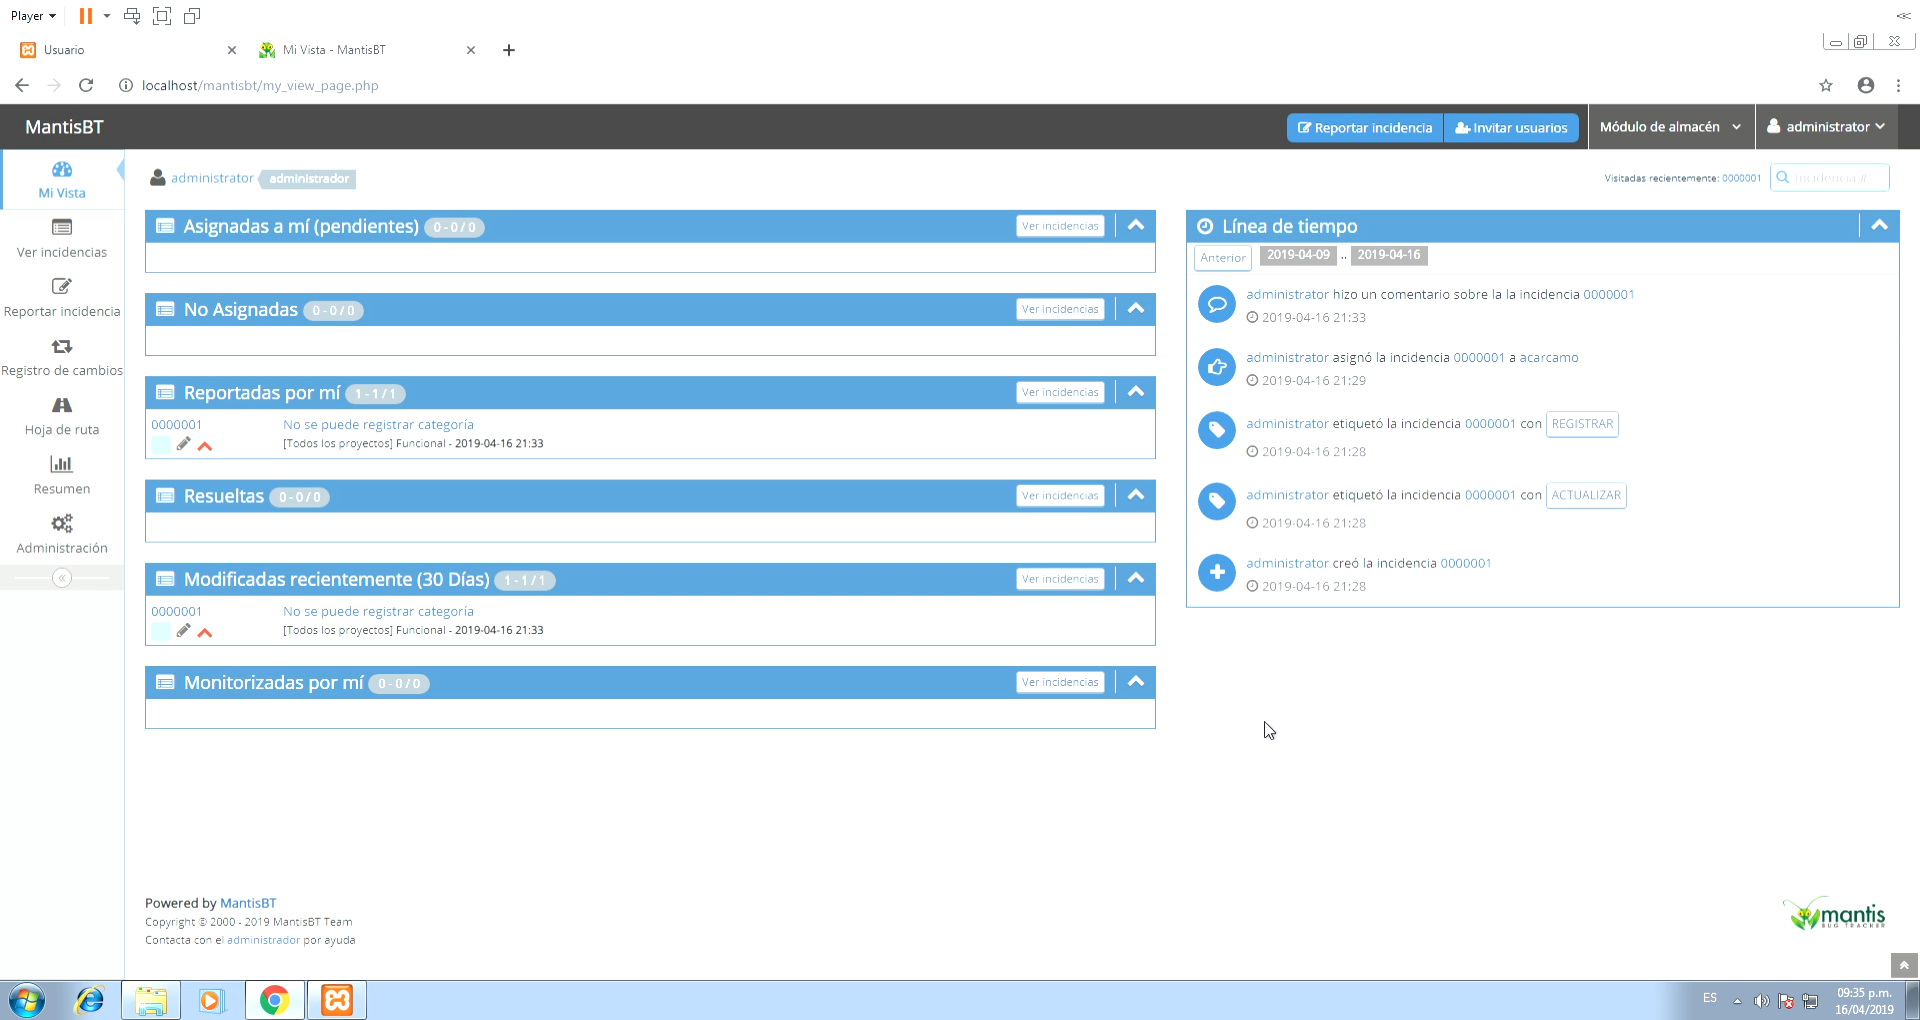 Player
Usuario
Mi Vista - MantisBT
localhost/mantisbt/my_view_page.php
MantisBT
Reportar incidencia
Invitar usuarios
Módulo de almacén
administrator
Mi Vista
Ver incidencias
Reportar incidencia
Registro de cambios
Hoja de ruta
Resumen
Administración
administrator administrador
Visitadas recientemente: 0000001
Incidencia #
Asignadas a mí (pendientes) 0 - 0 / 0
Ver incidencias
No Asignadas 0 - 0 / 0
Ver incidencias
Reportadas por mí 1 - 1 / 1
Ver incidencias
0000001 No se puede registrar categoría
[Todos los proyectos] Funcional - 2019-04-16 21:33
Resueltas 0 - 0 / 0
Ver incidencias
Modificadas recientemente (30 Días) 1 - 1 / 1
Ver incidencias
0000001 No se puede registrar categoría
[Todos los proyectos] Funcional - 2019-04-16 21:33
Monitorizadas por mí 0 - 0 / 0
Ver incidencias
Línea de tiempo
Anterior 2019-04-09 .. 2019-04-16
administrator hizo un comentario sobre la la incidencia 0000001
2019-04-16 21:33
administrator asignó la incidencia 0000001 a acarcamo
2019-04-16 21:29
administrator etiquetó la incidencia 0000001 con REGISTRAR
2019-04-16 21:28
administrator etiquetó la incidencia 0000001 con ACTUALIZAR
2019-04-16 21:28
administrator creó la incidencia 0000001
2019-04-16 21:28
Powered by MantisBT
Copyright © 2000 - 2019 MantisBT Team
Contacta con el administrador por ayuda
mantis
BUG TRACKER
ES
09:35 p.m.
16/04/2019